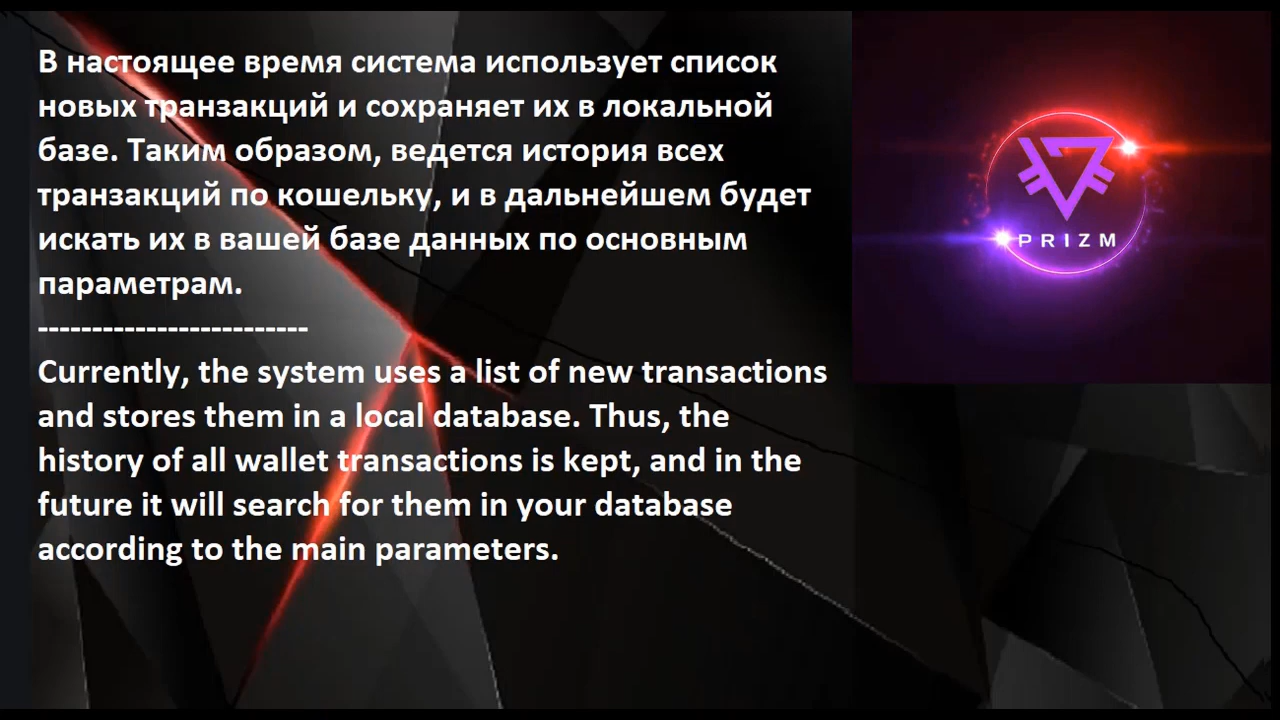 В настоящее время система использует список
новых транзакций и сохраняет их в локальной
базе. Таким образом, ведется история всех
транзакций по кошельку, и в дальнейшем будет
искать их в вашей базе данных по основным
параметрам.
-------------------------
Currently, the system uses a list of new transactions
and stores them in a local database. Thus, the
history of all wallet transactions is kept, and in the
future it will search for them in your database
according to the main parameters.
PRIZM